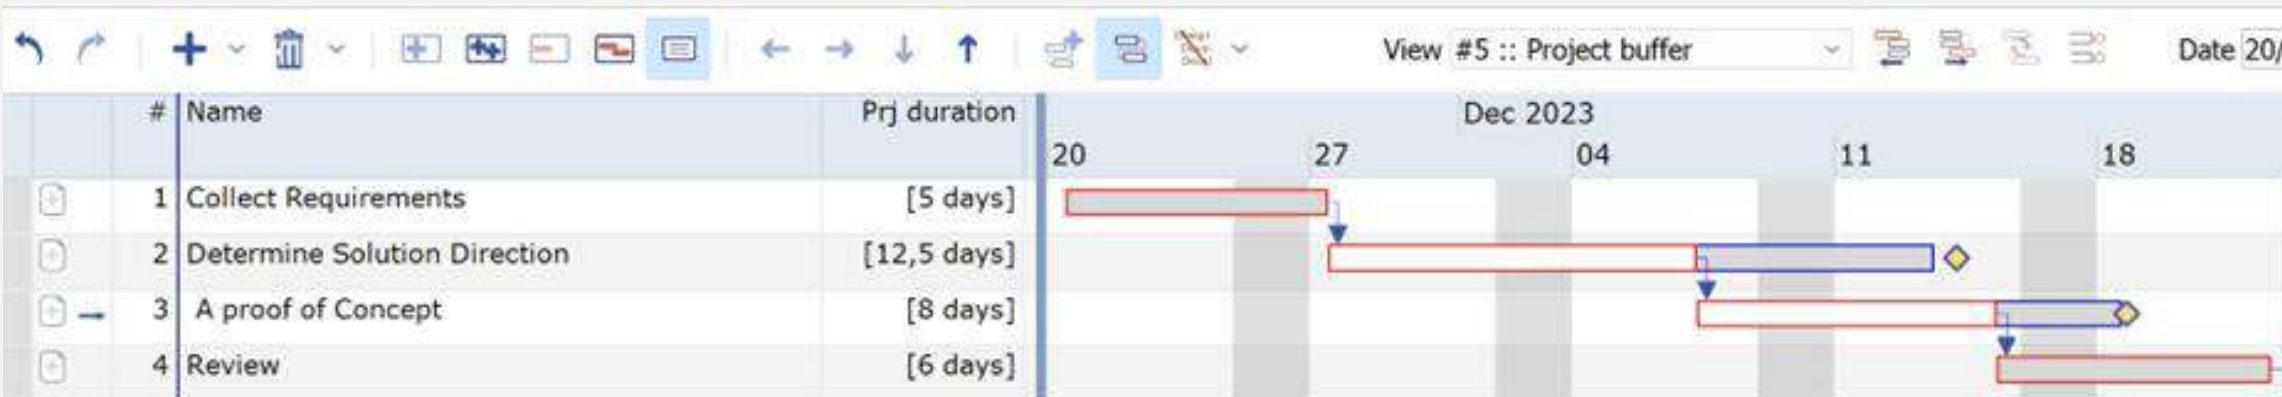 View #5 :: Project buffer Date 20/
# Name Prj duration Dec 2023
20 27 04 11 18
1 Collect Requirements [5 days]
2 Determine Solution Direction [12,5 days]
3 A proof of Concept [8 days]
4 Review [6 days]